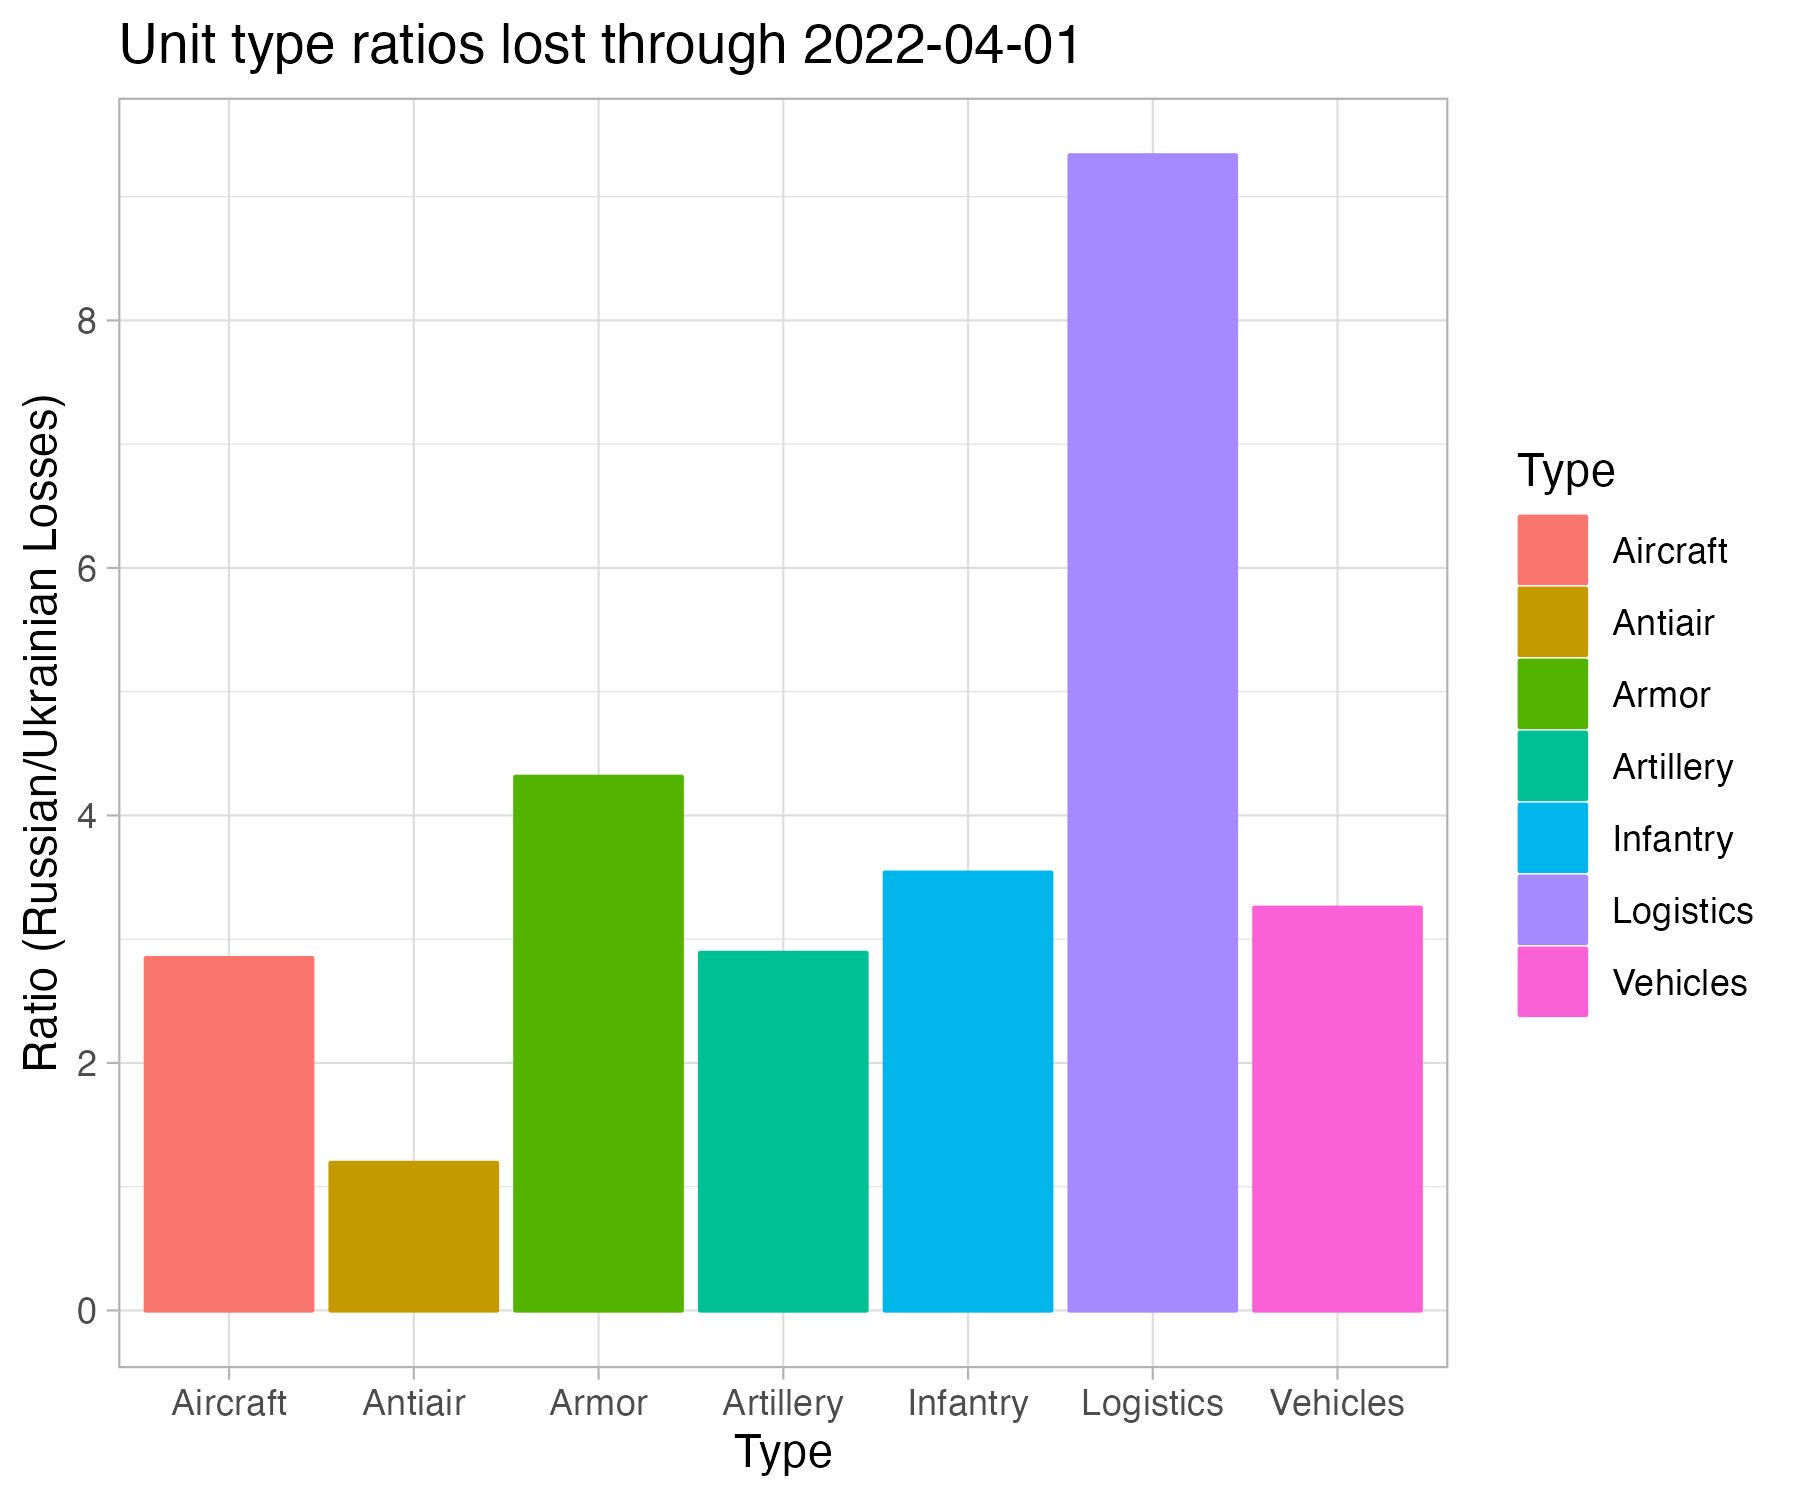 Unit type ratios lost through 2022-04-01
Ratio (Russian/Ukrainian Losses)
8
6
4
2
0
Aircraft Antiair Armor Artillery Infantry Logistics Vehicles
Type
Type
Aircraft
Antiair
Armor
Artillery
Infantry
Logistics
Vehicles